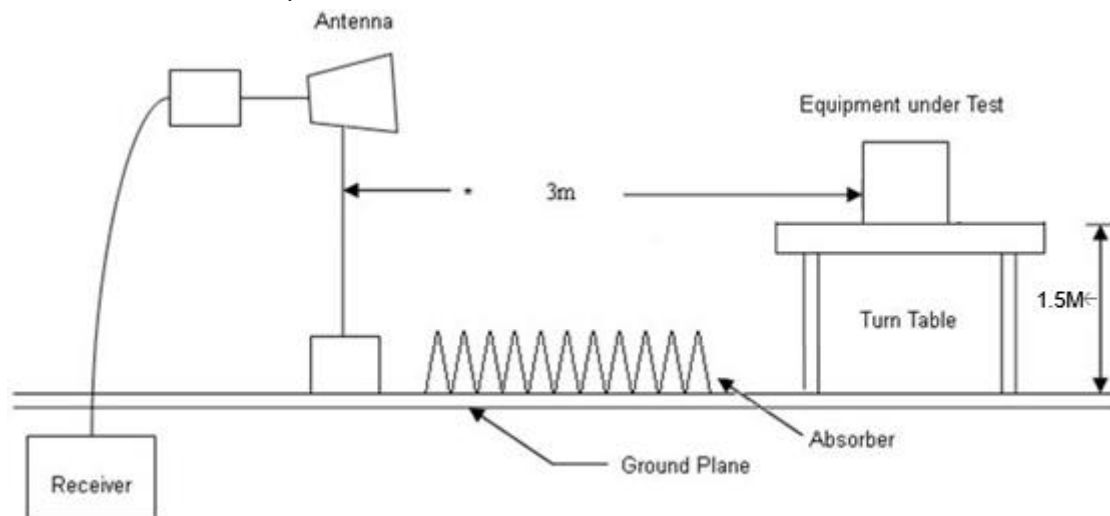 Antenna
Equipment under Test
3m
1.5M←
Turn Table
Absorber
Ground Plane
Receiver